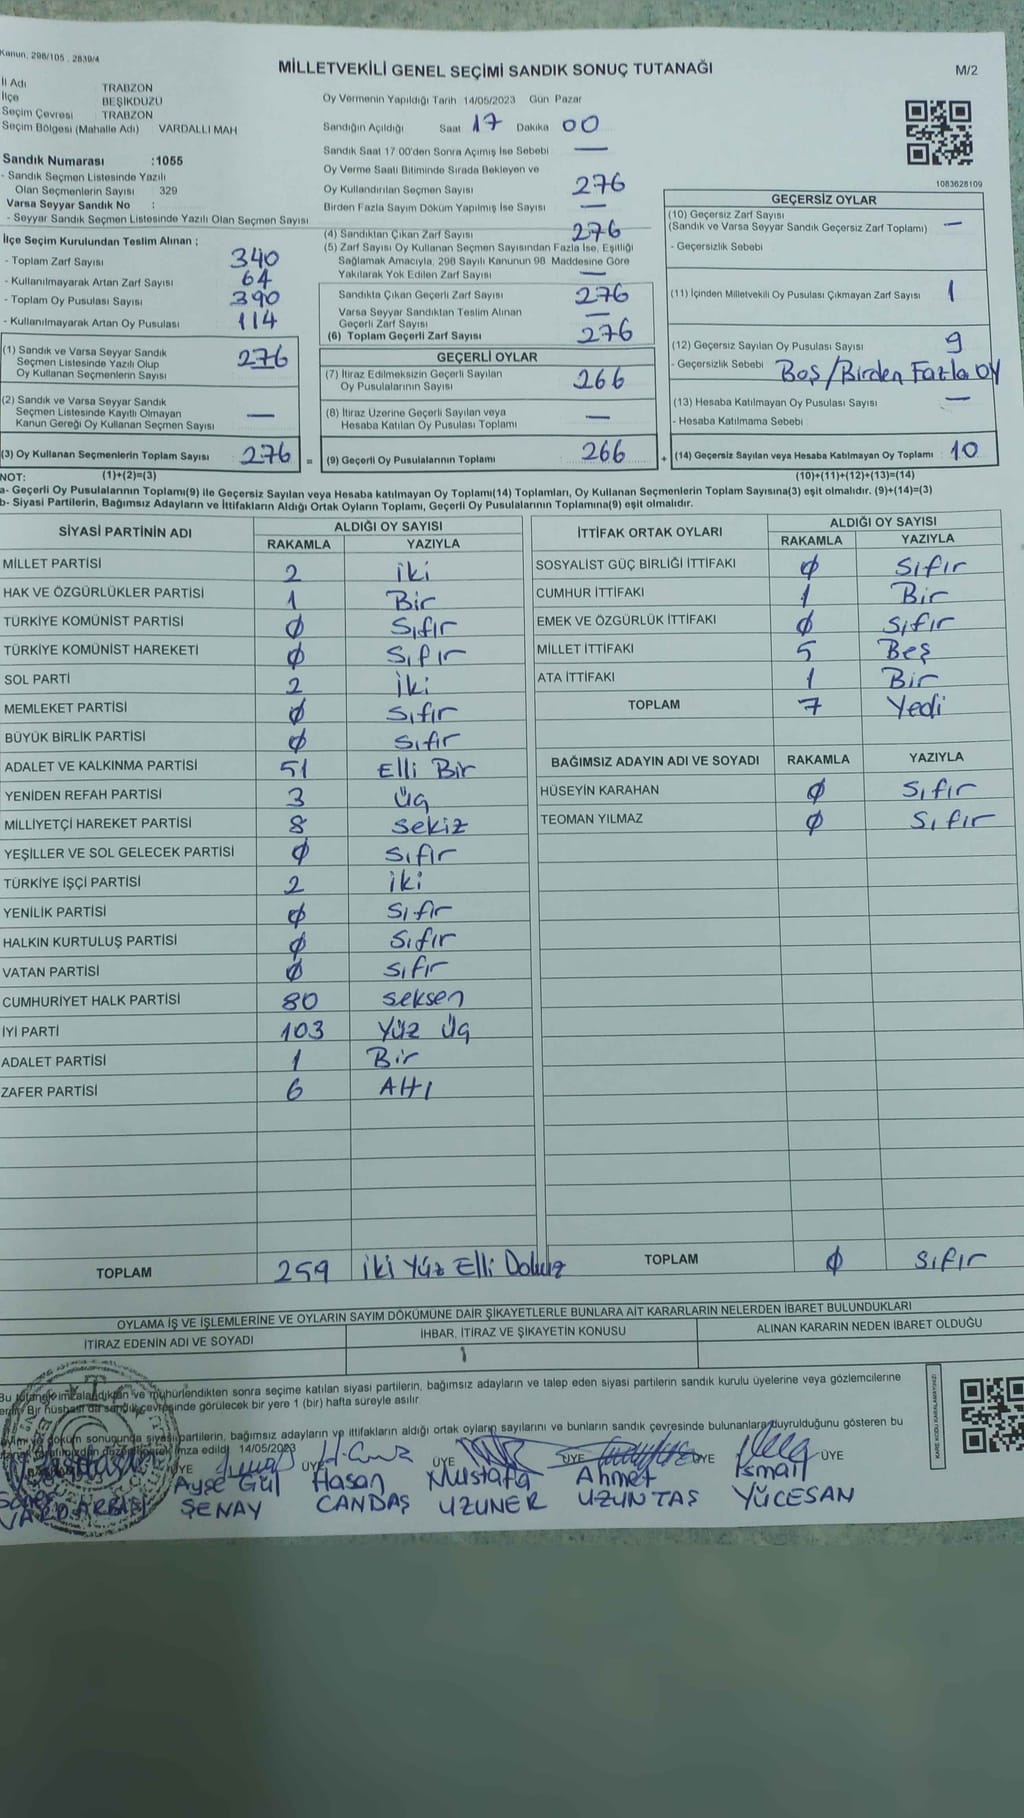 Kanun, 298/105 , 2839/4
MİLLETVEKİLİ GENEL SEÇİMİ SANDIK SONUÇ TUTANAĞI
M/2
İl Adı TRABZON
İlçe BEŞİKDÜZÜ
Seçim Çevresi TRABZON
Seçim Bölgesi (Mahalle Adı) VARDALLI MAH
Sandık Numarası :1055
- Sandık Seçmen Listesinde Yazılı
Olan Seçmenlerin Sayısı 329
Varsa Seyyar Sandık No :
- Seyyar Sandık Seçmen Listesinde Yazılı Olan Seçmen Sayısı
İlçe Seçim Kurulundan Teslim Alınan ;
- Toplam Zarf Sayısı 340
- Kullanılmayarak Artan Zarf Sayısı 64
- Toplam Oy Pusulası Sayısı 390
- Kullanılmayarak Artan Oy Pusulası 114
(1) Sandık ve Varsa Seyyar Sandık
Seçmen Listesinde Yazılı Olup
Oy Kullanan Seçmenlerin Sayısı 276
(2) Sandık ve Varsa Seyyar Sandık
Seçmen Listesinde Kayıtlı Olmayan
Kanun Gereği Oy Kullanan Seçmen Sayısı —
(3) Oy Kullanan Seçmenlerin Toplam Sayısı 276 =
Oy Vermenin Yapıldığı Tarih 14/05/2023 Gün Pazar
Sandığın Açıldığı Saat 17 Dakika 00
Sandık Saat 17 00'den Sonra Açımış İse Sebebi —
Oy Verme Saati Bitiminde Sırada Bekleyen ve
Oy Kullandırılan Seçmen Sayısı 276
Birden Fazla Sayım Döküm Yapılmış İse Sayısı —
(4) Sandıktan Çıkan Zarf Sayısı 276
(5) Zarf Sayısı Oy Kullanan Seçmen Sayısından Fazla İse, Eşitliği
Sağlamak Amacıyla, 298 Sayılı Kanunun 98 Maddesine Göre
Yakılarak Yok Edilen Zarf Sayısı —
Sandıkta Çıkan Geçerli Zarf Sayısı 276
Varsa Seyyar Sandıktan Teslim Alınan
Geçerli Zarf Sayısı —
(6) Toplam Geçerli Zarf Sayısı 276
GEÇERLİ OYLAR
(7) İtiraz Edilmeksizin Geçerli Sayılan
Oy Pusulalarının Sayısı 266
(8) İtiraz Üzerine Geçerli Sayılan veya
Hesaba Katılan Oy Pusulası Toplamı —
(9) Geçerli Oy Pusulalarının Toplamı 266 +
1083628109
GEÇERSİZ OYLAR
(10) Geçersiz Zarf Sayısı
(Sandık ve Varsa Seyyar Sandık Geçersiz Zarf Toplamı) —
- Geçersizlik Sebebi
(11) İçinden Milletvekili Oy Pusulası Çıkmayan Zarf Sayısı 1
(12) Geçersiz Sayılan Oy Pusulası Sayısı 9
- Geçersizlik Sebebi Boş/Birden Fazla oy
(13) Hesaba Katılmayan Oy Pusulası Sayısı —
- Hesaba Katılmama Sebebi
(14) Geçersiz Sayılan veya Hesaba Katılmayan Oy Toplamı 10
NOT: (1)+(2)=(3) (10)+(11)+(12)+(13)=(14)
a- Geçerli Oy Pusulalarının Toplamı(9) ile Geçersiz Sayılan veya Hesaba katılmayan Oy Toplamı(14) Toplamları, Oy Kullanan Seçmenlerin Toplam Sayısına(3) eşit olmalıdır. (9)+(14)=(3)
b- Siyasi Partilerin, Bağımsız Adayların ve İttifakların Aldığı Ortak Oyların Toplamı, Geçerli Oy Pusulalarının Toplamına(9) eşit olmalıdır.
SİYASİ PARTİNİN ADI ALDIĞI OY SAYISI
RAKAMLA YAZIYLA
MİLLET PARTİSİ 2 iki
HAK VE ÖZGÜRLÜKLER PARTİSİ 1 Bir
TÜRKİYE KOMÜNİST PARTİSİ 0 Sıfır
TÜRKİYE KOMÜNİST HAREKETİ 0 Sıfır
SOL PARTİ 2 İki
MEMLEKET PARTİSİ 0 Sıfır
BÜYÜK BİRLİK PARTİSİ 0 Sıfır
ADALET VE KALKINMA PARTİSİ 51 Elli Bir
YENİDEN REFAH PARTİSİ 3 Üç
MİLLİYETÇİ HAREKET PARTİSİ 8 Sekiz
YEŞİLLER VE SOL GELECEK PARTİSİ 0 Sıfır
TÜRKİYE İŞÇİ PARTİSİ 2 iki
YENİLİK PARTİSİ 0 Sıfır
HALKIN KURTULUŞ PARTİSİ 0 Sıfır
VATAN PARTİSİ 0 Sıfır
CUMHURİYET HALK PARTİSİ 80 Seksen
İYİ PARTİ 103 Yüz Üç
ADALET PARTİSİ 1 Bir
ZAFER PARTİSİ 6 Altı
TOPLAM 259 İki Yüz Elli Dokuz
İTTİFAK ORTAK OYLARI ALDIĞI OY SAYISI
RAKAMLA YAZIYLA
SOSYALİST GÜÇ BİRLİĞİ İTTİFAKI 0 Sıfır
CUMHUR İTTİFAKI 1 Bir
EMEK VE ÖZGÜRLÜK İTTİFAKI 0 Sıfır
MİLLET İTTİFAKI 5 Beş
ATA İTTİFAKI 1 Bir
TOPLAM 7 Yedi
BAĞIMSIZ ADAYIN ADI VE SOYADI RAKAMLA YAZIYLA
HÜSEYİN KARAHAN 0 Sıfır
TEOMAN YILMAZ 0 Sıfır
TOPLAM 0 Sıfır
OYLAMA İŞ VE İŞLEMLERİNE VE OYLARIN SAYIM DÖKÜMÜNE DAİR ŞİKAYETLERLE BUNLARA AİT KARARLARIN NELERDEN İBARET BULUNDUKLARI
İTİRAZ EDENİN ADI VE SOYADI İHBAR, İTİRAZ VE ŞİKAYETİN KONUSU ALINAN KARARIN NEDEN İBARET OLDUĞU
Bu tutanak imzalandıktan ve mühürlendikten sonra seçime katılan siyasi partilerin, bağımsız adayların ve talep eden siyasi partilerin sandık kurulu üyelerine veya gözlemcilerine
Bir nüshası da sandık çevresinde görülecek bir yere 1 (bir) hafta süreyle asılır.
döküm sonugunda siyasi partilerin, bağımsız adayların ve ittifakların aldığı ortak oyların sayılarını ve bunların sandık çevresinde bulunanlara duyrulduğunu gösteren bu
imza edildi 14/05/2023
ÜYE ÜYE ÜYE ÜYE ÜYE ÜYE
Ayşe Gül Hasan Mustafa Ahmet İsmail
ŞENAY CANDAŞ UZUNER UZUNTAŞ YÜCESAN
KARE KODU KARALAMAYINIZ!